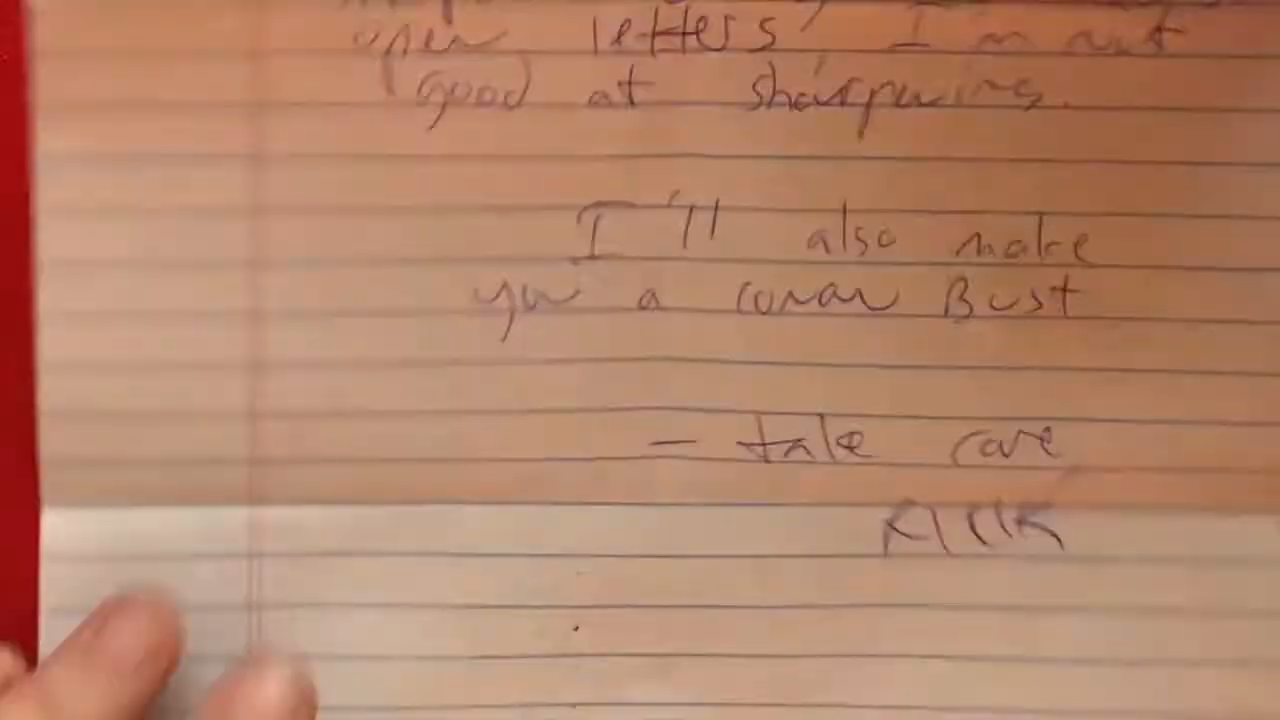 open letters, I'm not
good at sharpening.
I'll also make
you a conan Bust
- take care